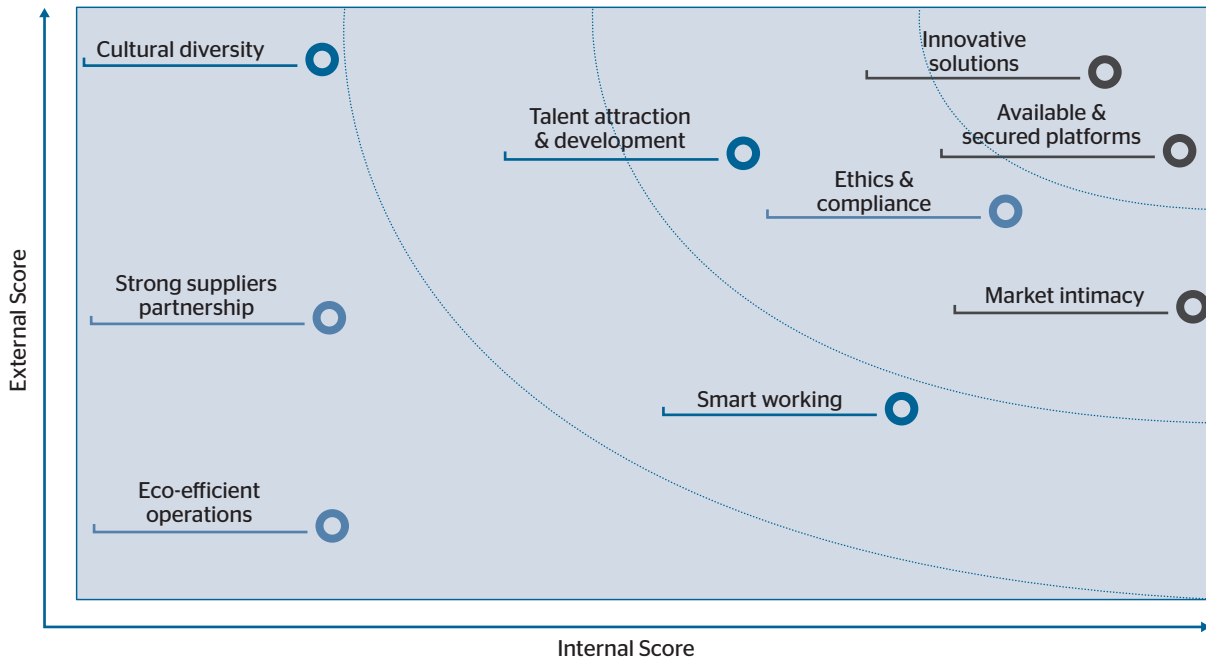 Cultural diversity
Innovative
solutions
Talent attraction
& development
Available &
secured platforms
Ethics &
compliance
Strong suppliers
partnership
Market intimacy
Smart working
Eco-efficient
operations
External Score
Internal Score